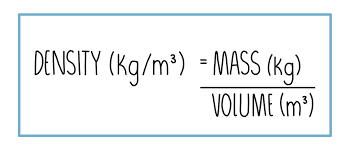 DENSITY (kg/m³) = MASS (kg)
VOLUME (m³)